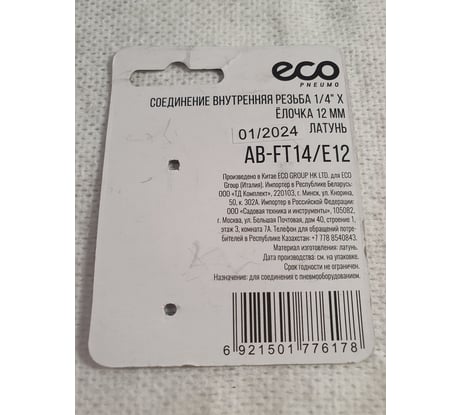 eco
PNEUMO
СОЕДИНЕНИЕ ВНУТРЕННЯЯ РЕЗЬБА 1/4" X
ЁЛОЧКА 12 ММ
01/2024 ЛАТУНЬ
AB-FT14/E12
Произведено в Китае ECO GROUP HK LTD. для ECO
Group (Италия). Импортер в Республике Беларусь:
ООО «ТД Комплект», 220103, г. Минск, ул. Кнорина,
50, к. 302А. Импортер в Российской Федерации:
ООО «Садовая техника и инструменты», 105082,
г. Москва, ул. Большая Почтовая, дом 40, строение 1,
этаж 3, комната 7А. Телефон для обращений потре-
бителей в Республике Казахстан: +7 778 8540843.
Материал изготовления: латунь.
Дата производства: см. на упаковке.
Срок годности не ограничен.
Назначение: для соединения с пневмооборудованием.
6 921501 776178